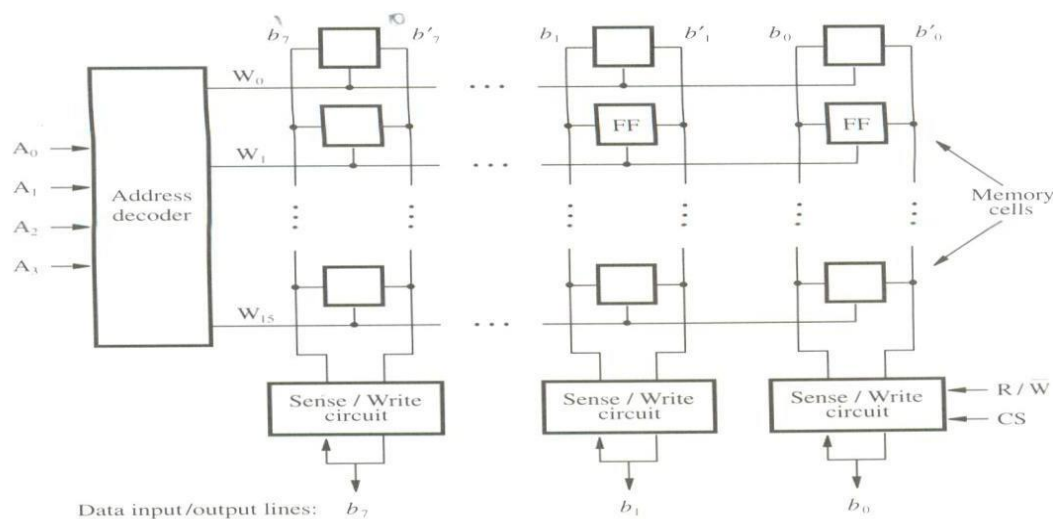 b₇ b'₇ b₁ b'₁ b₀ b'₀
W₀ • • •
FF FF
A₀ W₁ • • •
A₁ Address decoder Memory cells
A₂
A₃
W₁₅ • • •
Sense / Write circuit Sense / Write circuit Sense / Write circuit R / W̅
CS
Data input/output lines: b₇ b₁ b₀